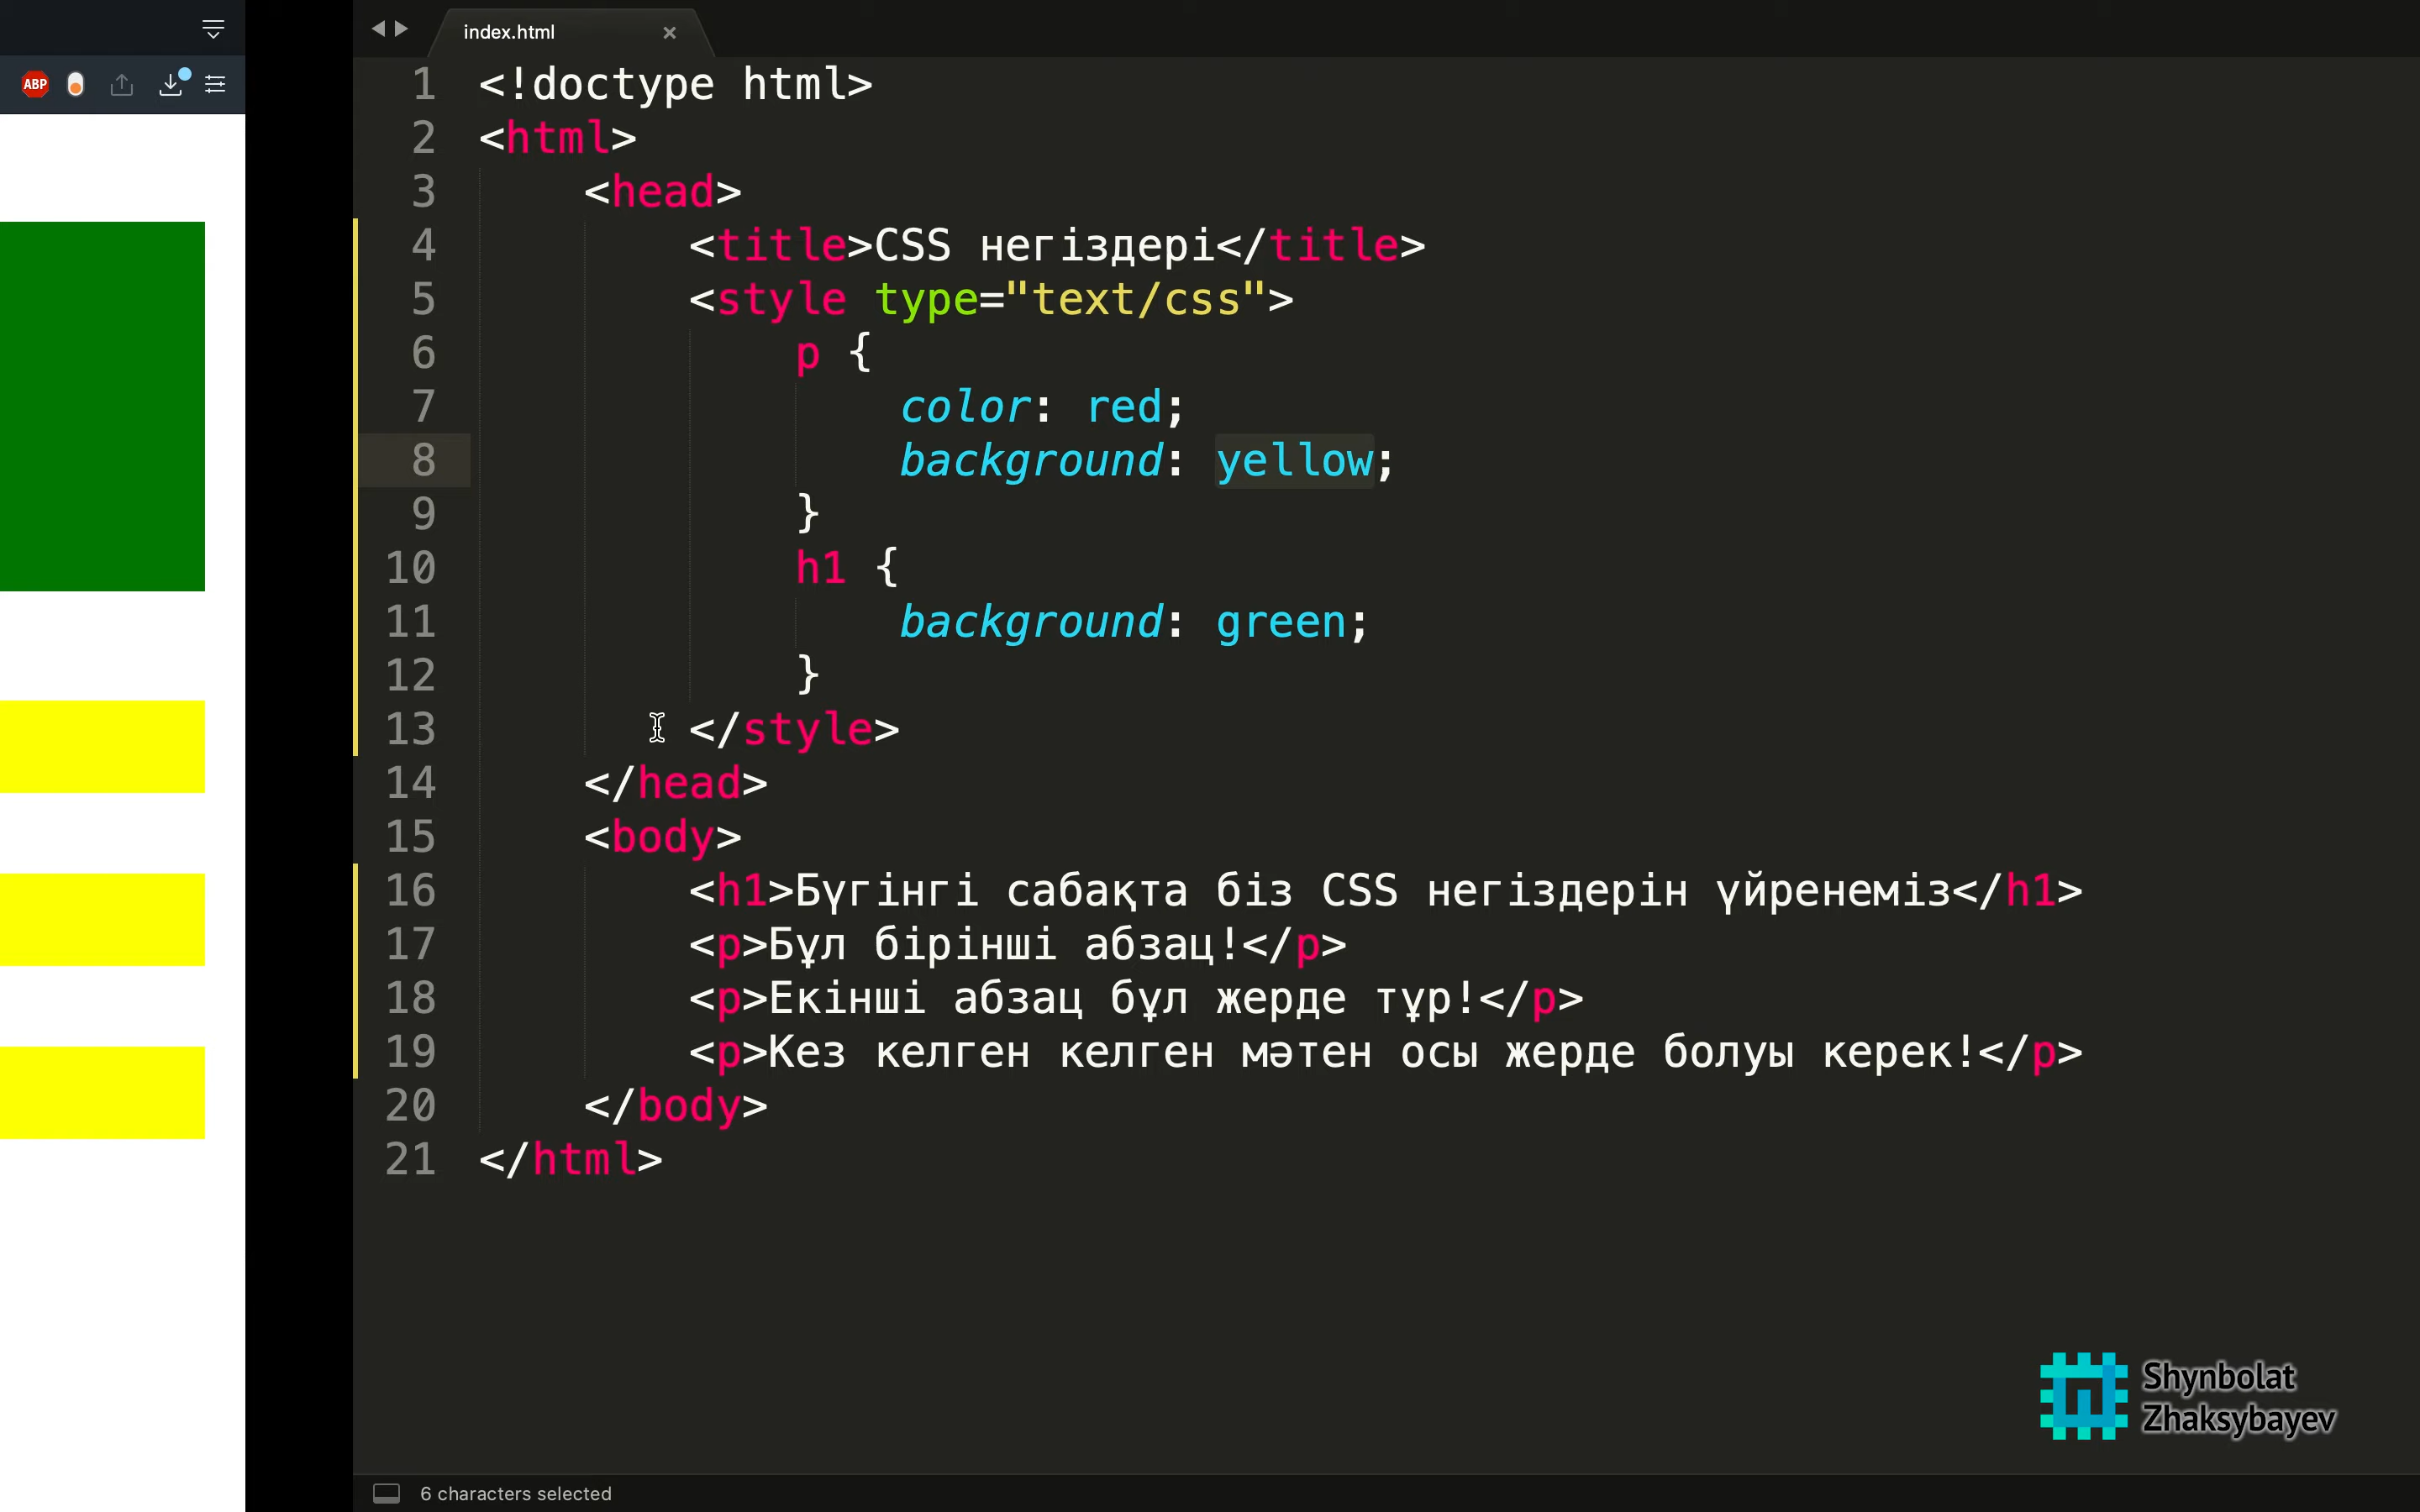 ABP
index.html
1 <!doctype html>
2 <html>
3 <head>
4 <title>CSS негіздері</title>
5 <style type="text/css">
6 p {
7 color: red;
8 background: yellow;
9 }
10 h1 {
11 background: green;
12 }
13 </style>
14 </head>
15 <body>
16 <h1>Бүгінгі сабақта біз CSS негіздерін үйренеміз</h1>
17 <p>Бұл бірінші абзац!</p>
18 <p>Екінші абзац бұл жерде тұр!</p>
19 <p>Кез келген келген мәтен осы жерде болуы керек!</p>
20 </body>
21 </html>
Shynbolat
Zhaksybayev
6 characters selected